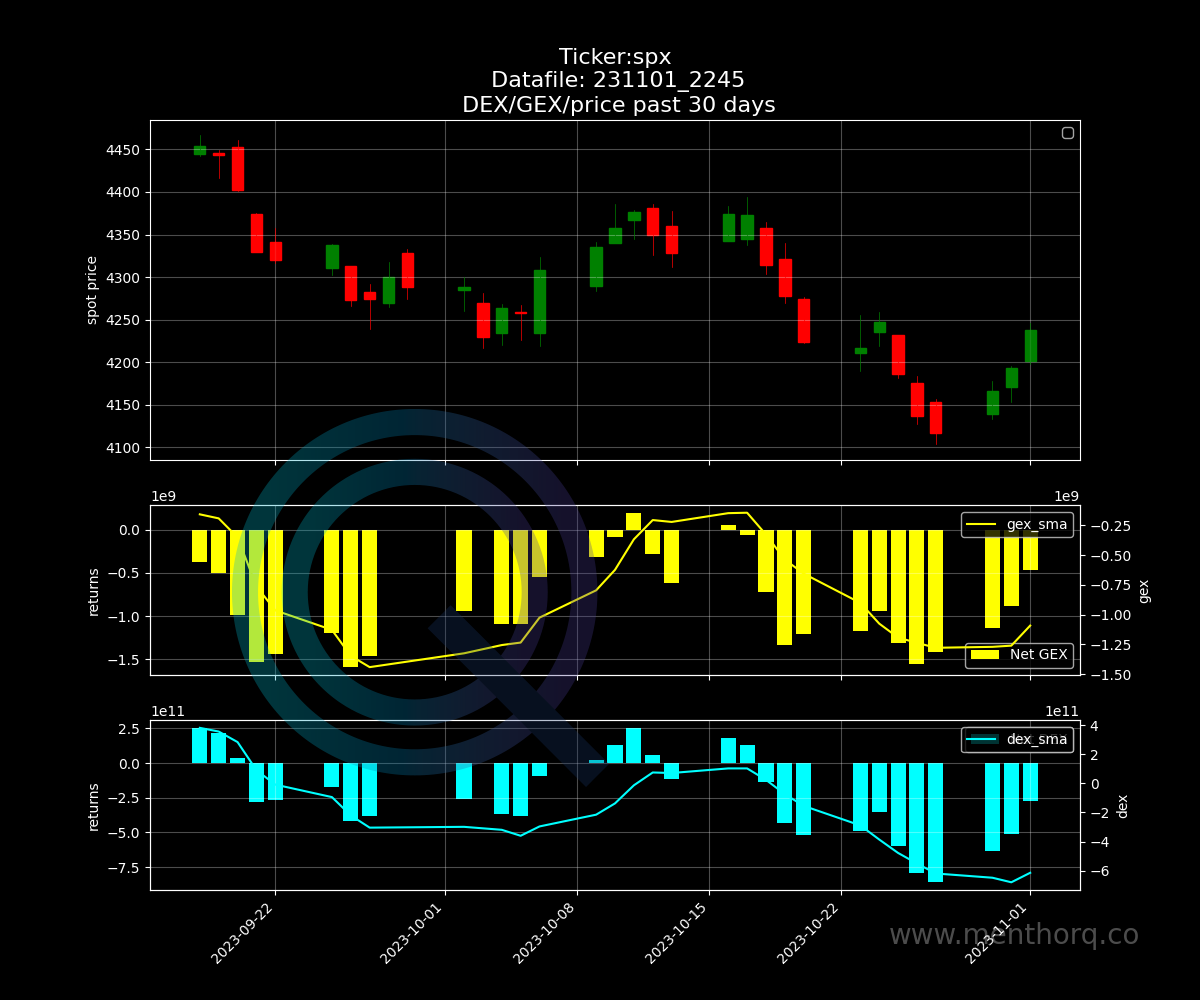 Ticker:spx
Datafile: 231101_2245
DEX/GEX/price past 30 days
4450
4400
4350
4300
4250
4200
4150
4100
spot price
1e9
1e9
0.0
−0.5
−1.0
−1.5
returns
gex_sma
Net GEX
−0.25
−0.50
−0.75
−1.00
−1.25
−1.50
gex
1e11
1e11
2.5
0.0
−2.5
−5.0
−7.5
returns
dex_sma
4
2
0
−2
−4
−6
dex
2023-09-22
2023-10-01
2023-10-08
2023-10-15
2023-10-22
2023-11-01
www.menthorq.co